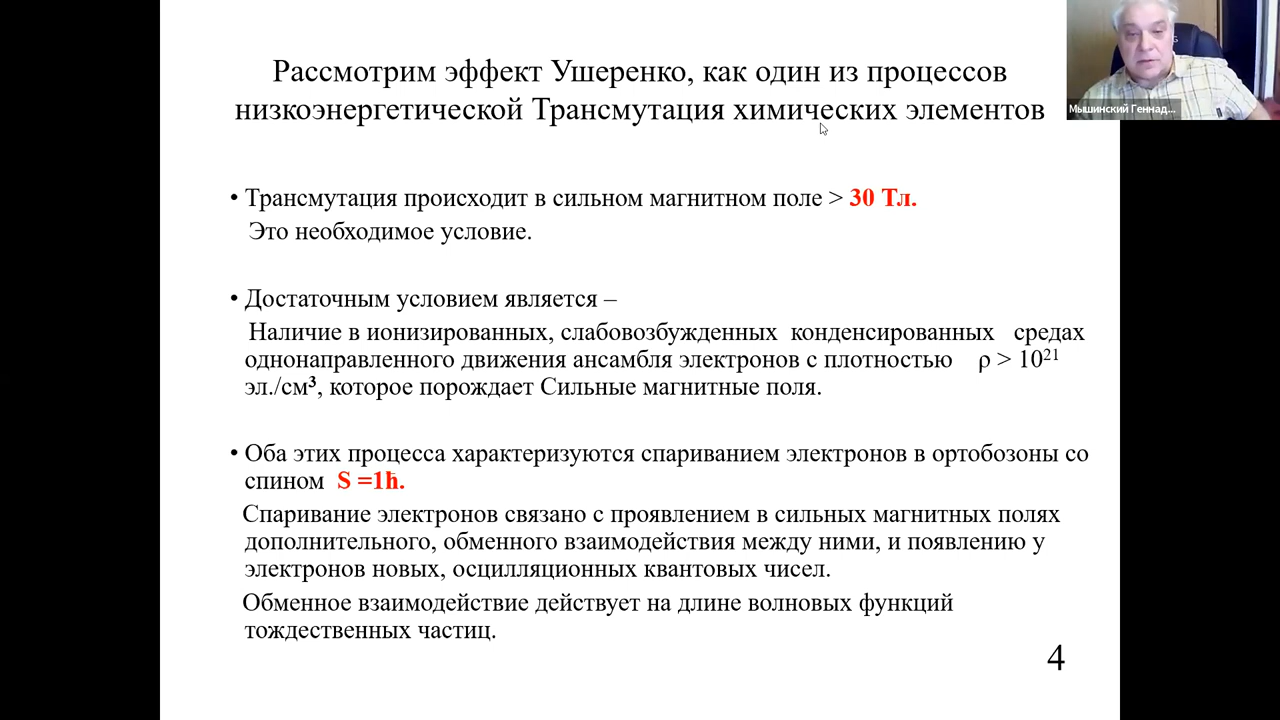 Рассмотрим эффект Ушеренко, как один из процессов
низкоэнергетической Трансмутация химических элементов
Мышинский Геннад...
• Трансмутация происходит в сильном магнитном поле > 30 Тл.
Это необходимое условие.
• Достаточным условием является –
Наличие в ионизированных, слабовозбужденных конденсированных средах
однонаправленного движения ансамбля электронов с плотностью ρ > 10²¹
эл./см³, которое порождает Сильные магнитные поля.
• Оба этих процесса характеризуются спариванием электронов в ортобозоны со
спином S =1ħ.
Спаривание электронов связано с проявлением в сильных магнитных полях
дополнительного, обменного взаимодействия между ними, и появлению у
электронов новых, осцилляционных квантовых чисел.
Обменное взаимодействие действует на длине волновых функций
тождественных частиц.
4